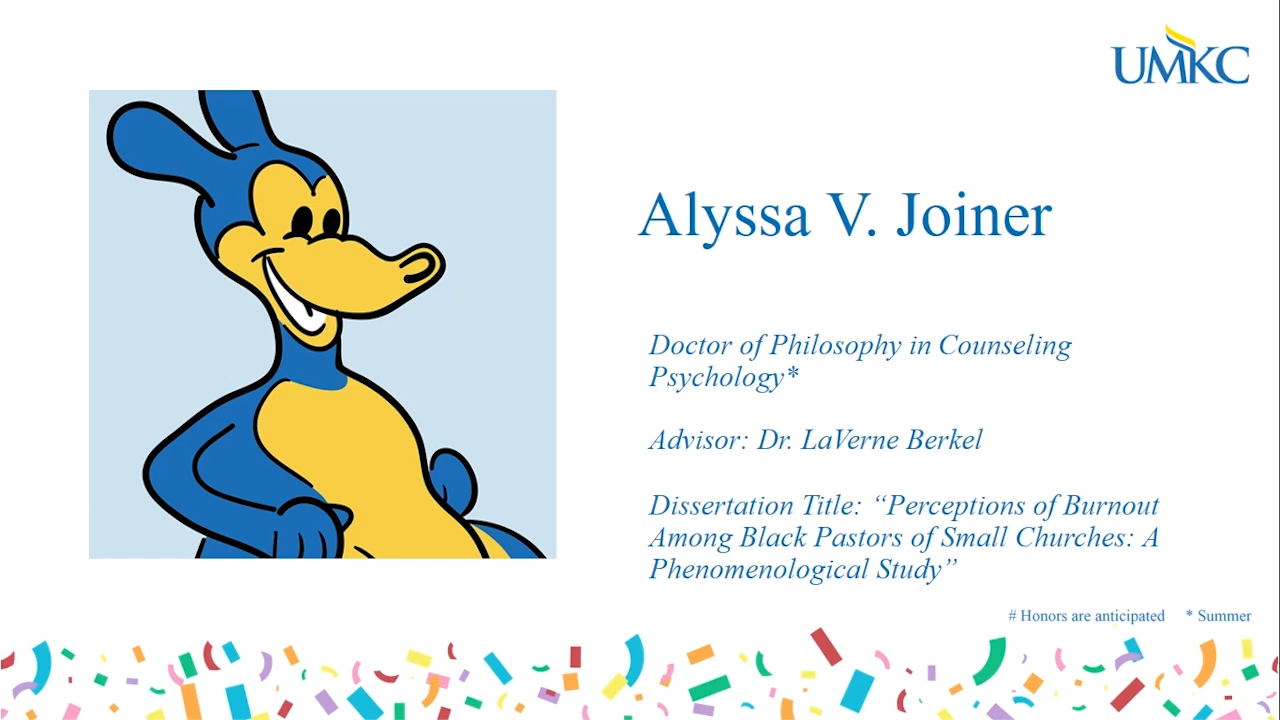 UMKC
Alyssa V. Joiner
Doctor of Philosophy in Counseling
Psychology*
Advisor: Dr. LaVerne Berkel
Dissertation Title: “Perceptions of Burnout
Among Black Pastors of Small Churches: A
Phenomenological Study”
# Honors are anticipated * Summer